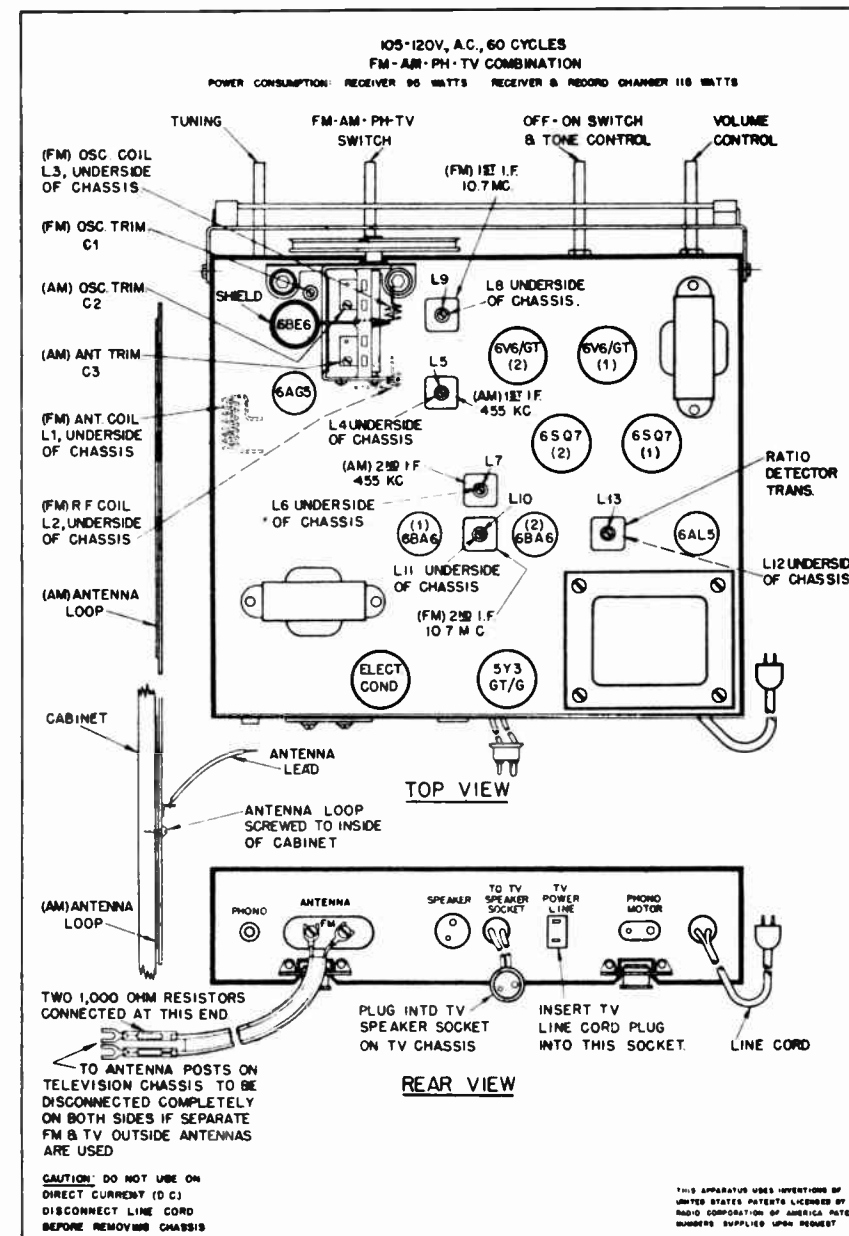 105-120V., A.C., 60 CYCLES
FM-AM-PH-TV COMBINATION
POWER CONSUMPTION: RECEIVER 96 WATTS RECEIVER & RECORD CHANGER 118 WATTS
TUNING
FM-AM-PH-TV
SWITCH
OFF-ON SWITCH
& TONE CONTROL
VOLUME
CONTROL
(FM) OSC. COIL
L3, UNDERSIDE
OF CHASSIS
(FM) 1ST I.F.
10.7 MC.
(FM) OSC. TRIM
C1
(AM) OSC. TRIM.
C2
(AM) ANT TRIM
C3
(FM) ANT. COIL
L1, UNDERSIDE
OF CHASSIS
(FM) R F COIL
L2, UNDERSIDE
OF CHASSIS
(AM) ANTENNA
LOOP
SHIELD
6BE6
6AG5
L9
L8 UNDERSIDE
OF CHASSIS.
L5
(AM) 1ST I.F.
455 KC
L4 UNDERSIDE
OF CHASSIS
6V6/GT
(2)
6V6/GT
(1)
6SQ7
(2)
6SQ7
(1)
(AM) 2ND I.F
455 KC
L7
L6 UNDERSIDE
OF CHASSIS
L10
(1)
6BA6
(2)
6BA6
L13
RATIO
DETECTOR
TRANS.
6AL5
L12 UNDERSID
OF CHASSIS
L11 UNDERSIDE
OF CHASSIS
(FM) 2ND I.F
10 7 M C.
ELECT
COND
5Y3
GT/G
TOP VIEW
CABINET
ANTENNA
LEAD
ANTENNA LOOP
SCREWED TO INSIDE
OF CABINET
(AM) ANTENNA
LOOP
PHONO
ANTENNA
FM
SPEAKER
TO TV
SPEAKER
SOCKET
TV
POWER
LINE
PHONO
MOTOR
TWO 1,000 OHM RESISTORS
CONNECTED AT THIS END
PLUG INTO TV
SPEAKER SOCKET
ON TV CHASSIS
INSERT TV
LINE CORD PLUG
INTO THIS SOCKET.
LINE CORD
TO ANTENNA POSTS ON
TELEVISION CHASSIS TO BE
DISCONNECTED COMPLETELY
ON BOTH SIDES IF SEPARATE
FM & TV OUTSIDE ANTENNAS
ARE USED
REAR VIEW
CAUTION: DO NOT USE ON
DIRECT CURRENT (D C.)
DISCONNECT LINE CORD
BEFORE REMOVING CHASSIS
THIS APPARATUS USES INVENTIONS OF
UNITED STATES PATENTS LICENSED BY
RADIO CORPORATION OF AMERICA PATE
NUMBERS SUPPLIED UPON REQUEST